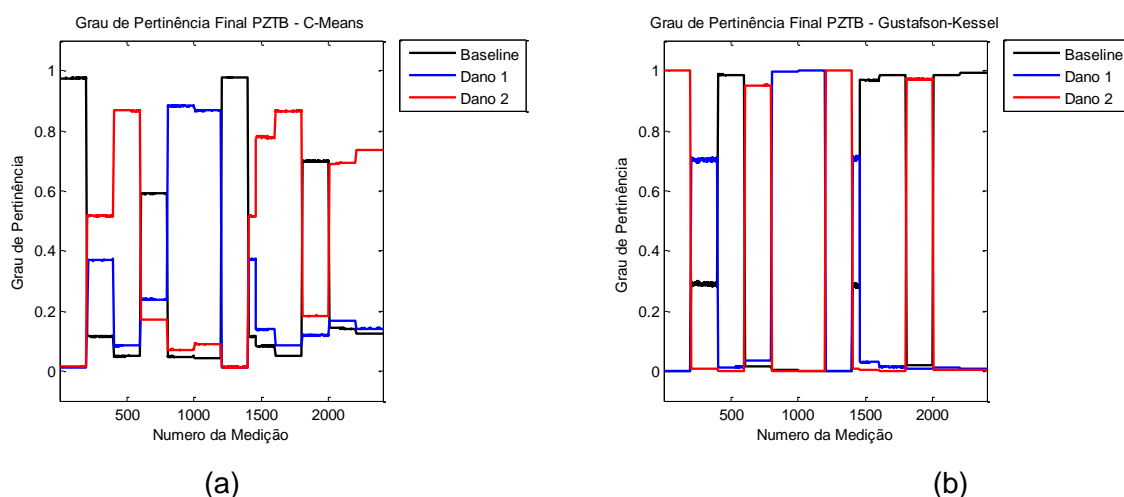 Grau de Pertinência Final PZTB - C-Means
Baseline
Dano 1
Dano 2
1
0.8
0.6
0.4
0.2
0
Grau de Pertinência
500
1000
1500
2000
Numero da Medição
(a)
Grau de Pertinência Final PZTB - Gustafson-Kessel
Baseline
Dano 1
Dano 2
1
0.8
0.6
0.4
0.2
0
Grau de Pertinência
500
1000
1500
2000
Numero da Medição
(b)